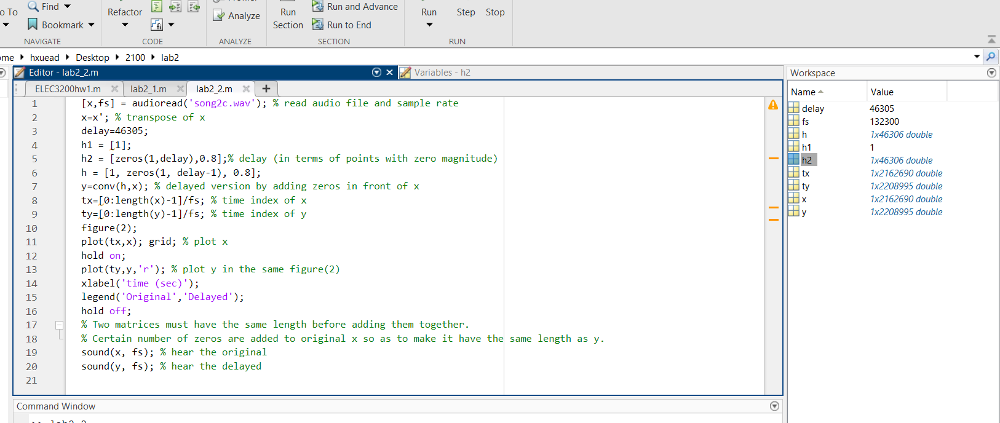 o To
Find
Bookmark
NAVIGATE
Refactor
fi
CODE
Analyze
ANALYZE
Run
Section
Run and Advance
Run to End
SECTION
Run
Step
Stop
RUN
ome
hxuead
Desktop
2100
lab2
Editor - lab2_2.m
Variables - h2
ELEC3200hw1.m
lab2_1.m
lab2_2.m
1 [x,fs] = audioread('song2c.wav'); % read audio file and sample rate
2 x=x'; % transpose of x
3 delay=46305;
4 h1 = [1];
5 h2 = [zeros(1,delay),0.8];% delay (in terms of points with zero magnitude)
6 h = [1, zeros(1, delay-1), 0.8];
7 y=conv(h,x); % delayed version by adding zeros in front of x
8 tx=[0:length(x)-1]/fs; % time index of x
9 ty=[0:length(y)-1]/fs; % time index of y
10 figure(2);
11 plot(tx,x); grid; % plot x
12 hold on;
13 plot(ty,y,'r'); % plot y in the same figure(2)
14 xlabel('time (sec)');
15 legend('Original','Delayed');
16 hold off;
17 % Two matrices must have the same length before adding them together.
18 % Certain number of zeros are added to original x so as to make it have the same length as y.
19 sound(x, fs); % hear the original
20 sound(y, fs); % hear the delayed
21
Command Window
Workspace
Name Value
delay 46305
fs 132300
h 1x46306 double
h1 1
h2 1x46306 double
tx 1x2162690 double
ty 1x2208995 double
x 1x2162690 double
y 1x2208995 double